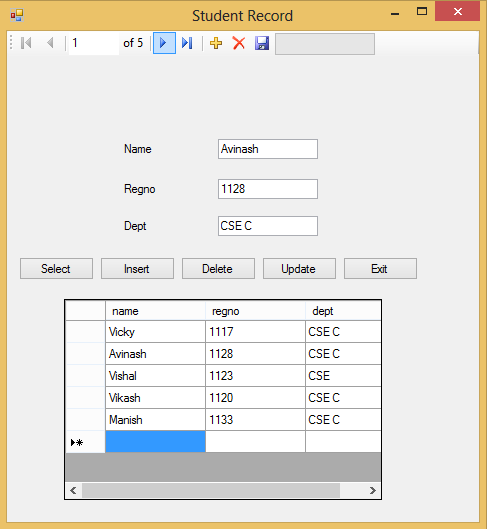 Student Record
1 of 5
Name Avinash
Regno 1128
Dept CSE C
Select Insert Delete Update Exit
name regno dept
Vicky 1117 CSE C
Avinash 1128 CSE C
Vishal 1123 CSE
Vikash 1120 CSE C
Manish 1133 CSE C